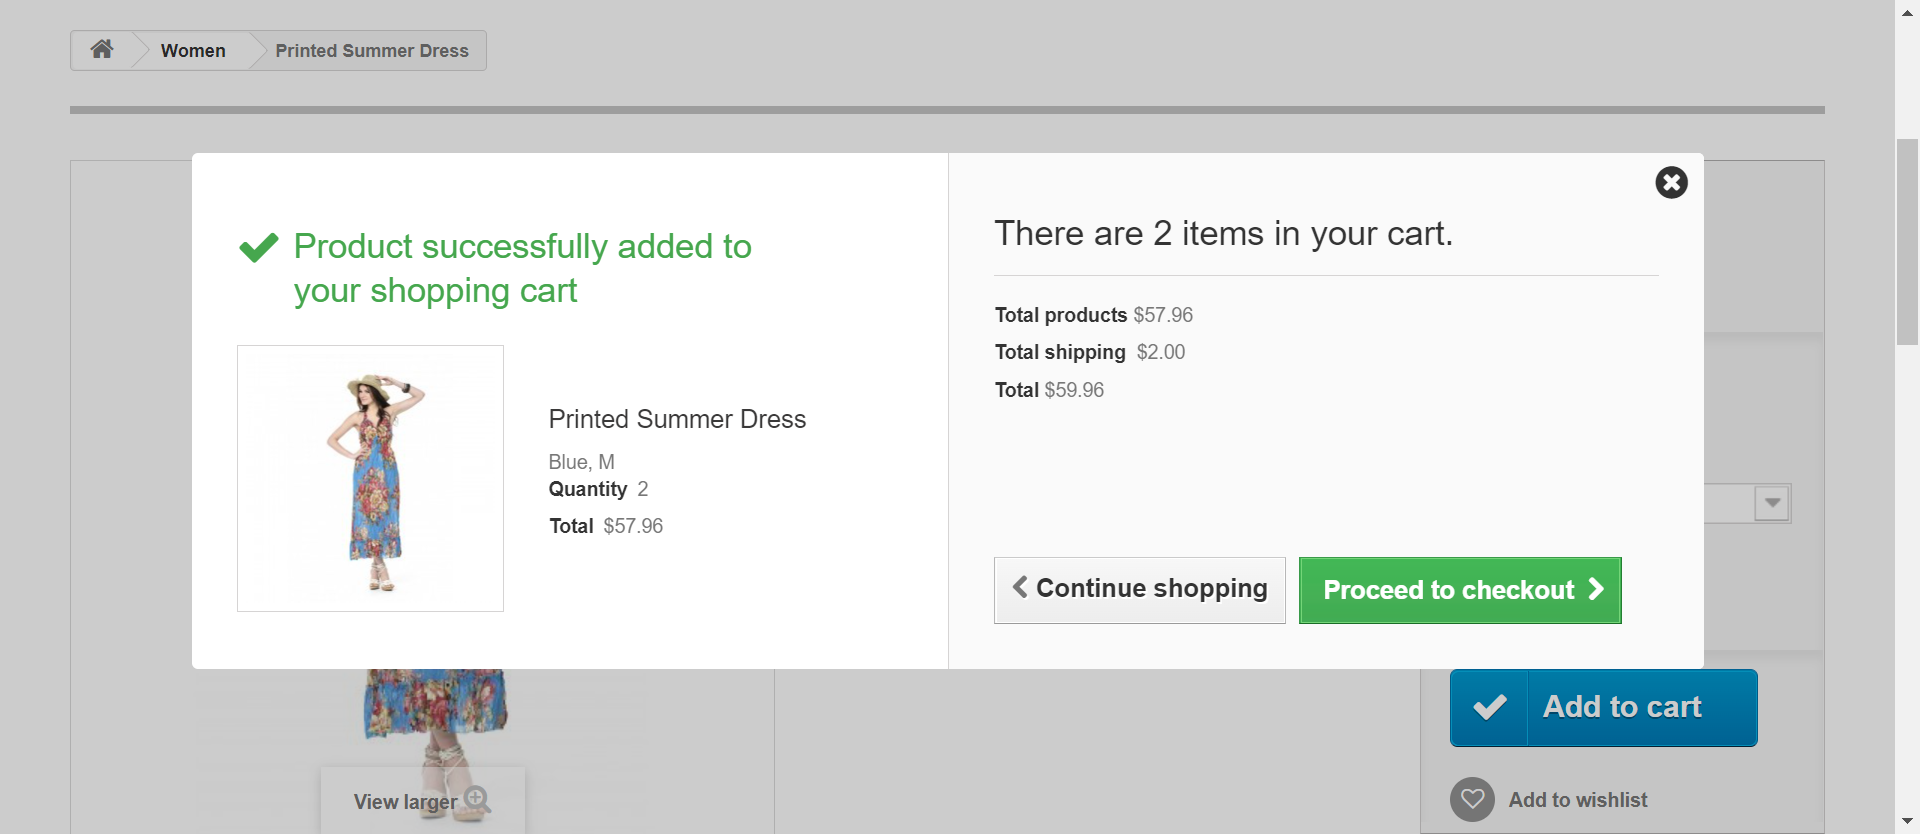 Women
Printed Summer Dress
Product successfully added to
your shopping cart
Printed Summer Dress
Blue, M
Quantity 2
Total $57.96
There are 2 items in your cart.
Total products $57.96
Total shipping $2.00
Total $59.96
Continue shopping
Proceed to checkout
Add to cart
View larger
Add to wishlist